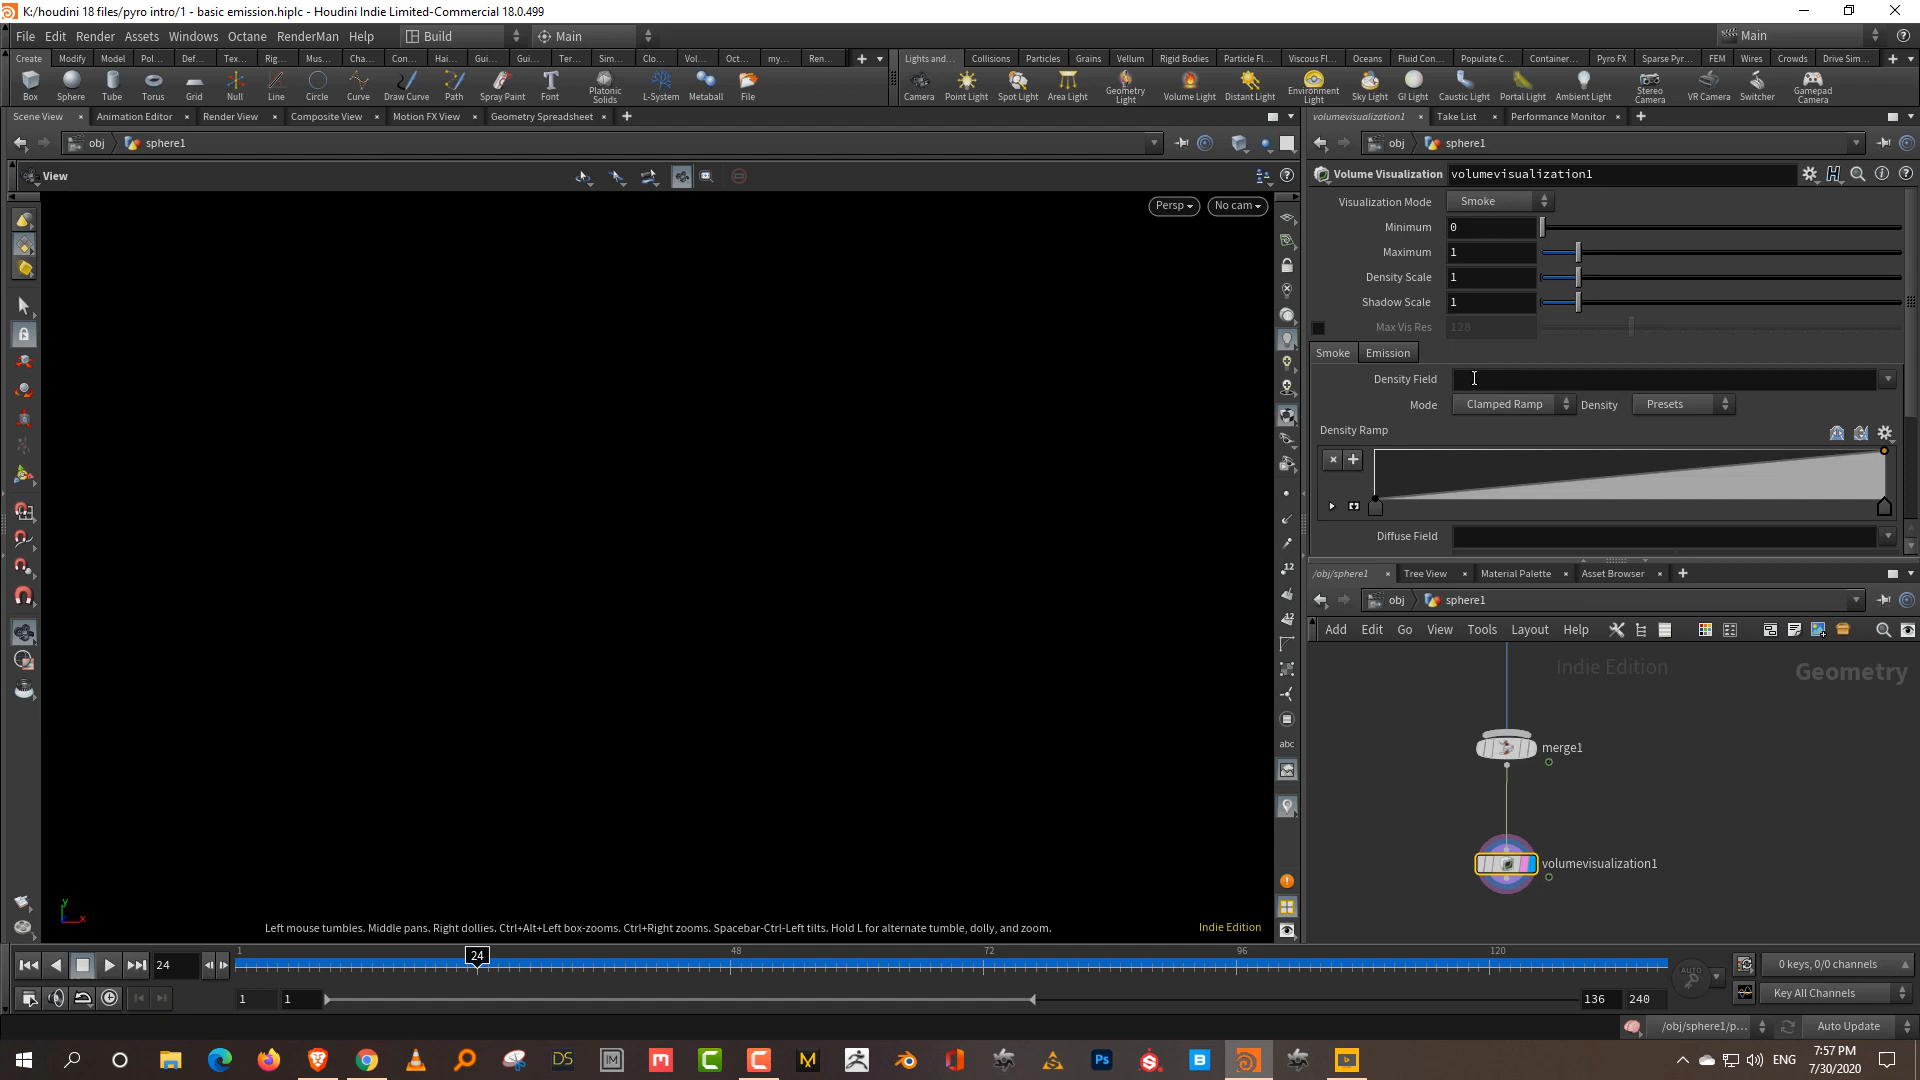 K:/houdini 18 files/pyro intro/1 - basic emission.hiplc - Houdini Indie Limited-Commercial 18.0.499
File Edit Render Assets Windows Octane RenderMan Help Build Main Main
Create Modify Model Pol... Def... Tex... Rig... Mus... Cha... Con... Hai... Gui... Gui... Ter... Sim... Clo... Vol... Oct... my... Ren... Lights and... Collisions Particles Grains Vellum Rigid Bodies Particle Fl... Viscous Fl... Oceans Fluid Con... Populate C... Container... Pyro FX Sparse Pyr... FEM Wires Crowds Drive Sim...
Box Sphere Tube Torus Grid Null Line Circle Curve Draw Curve Path Spray Paint Font Platonic Solids L-System Metaball File Camera Point Light Spot Light Area Light Geometry Light Volume Light Distant Light Environment Light Sky Light GI Light Caustic Light Portal Light Ambient Light Stereo Camera VR Camera Switcher Gamepad Camera
Scene View Animation Editor Render View Composite View Motion FX View Geometry Spreadsheet volumevisualization1 Take List Performance Monitor
obj sphere1 obj sphere1
View
Persp No cam
Volume Visualization volumevisualization1
Visualization Mode Smoke
Minimum 0
Maximum 1
Density Scale 1
Shadow Scale 1
Max Vis Res 128
Smoke Emission
Density Field
Mode Clamped Ramp Density Presets
Density Ramp
Diffuse Field
/obj/sphere1 Tree View Material Palette Asset Browser
obj sphere1
Add Edit Go View Tools Layout Help
Indie Edition Geometry
merge1
volumevisualization1
12
12
abc
y
x
Left mouse tumbles. Middle pans. Right dollies. Ctrl+Alt+Left box-zooms. Ctrl+Right zooms. Spacebar-Ctrl-Left tilts. Hold L for alternate tumble, dolly, and zoom. Indie Edition
24 1 24 48 72 96 120
AUTO 0 keys, 0/0 channels
1 1 136 240 Key All Channels
/obj/sphere1/p... Auto Update
DS ENG 7:57 PM
7/30/2020